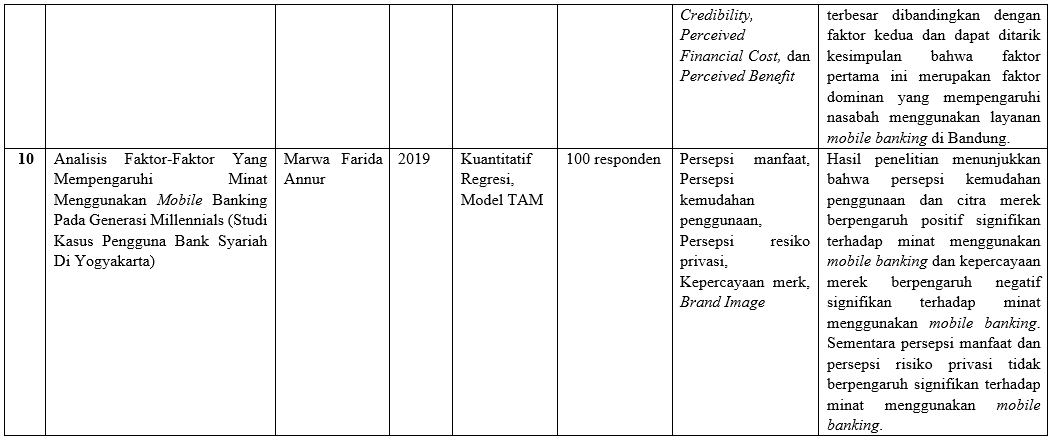 Credibility,
Perceived
Financial Cost, dan
Perceived Benefit
terbesar dibandingkan dengan
faktor kedua dan dapat ditarik
kesimpulan bahwa faktor
pertama ini merupakan faktor
dominan yang mempengaruhi
nasabah menggunakan layanan
mobile banking di Bandung.
10
Analisis Faktor-Faktor Yang
Mempengaruhi Minat
Menggunakan Mobile Banking
Pada Generasi Millennials (Studi
Kasus Pengguna Bank Syariah
Di Yogyakarta)
Marwa Farida
Annur
2019
Kuantitatif
Regresi,
Model TAM
100 responden
Persepsi manfaat,
Persepsi
kemudahan
penggunaan,
Persepsi resiko
privasi,
Kepercayaan merk,
Brand Image
Hasil penelitian menunjukkan
bahwa persepsi kemudahan
penggunaan dan citra merek
berpengaruh positif signifikan
terhadap minat menggunakan
mobile banking dan kepercayaan
merek berpengaruh negatif
signifikan terhadap minat
menggunakan mobile banking.
Sementara persepsi manfaat dan
persepsi risiko privasi tidak
berpengaruh signifikan terhadap
minat menggunakan mobile
banking.